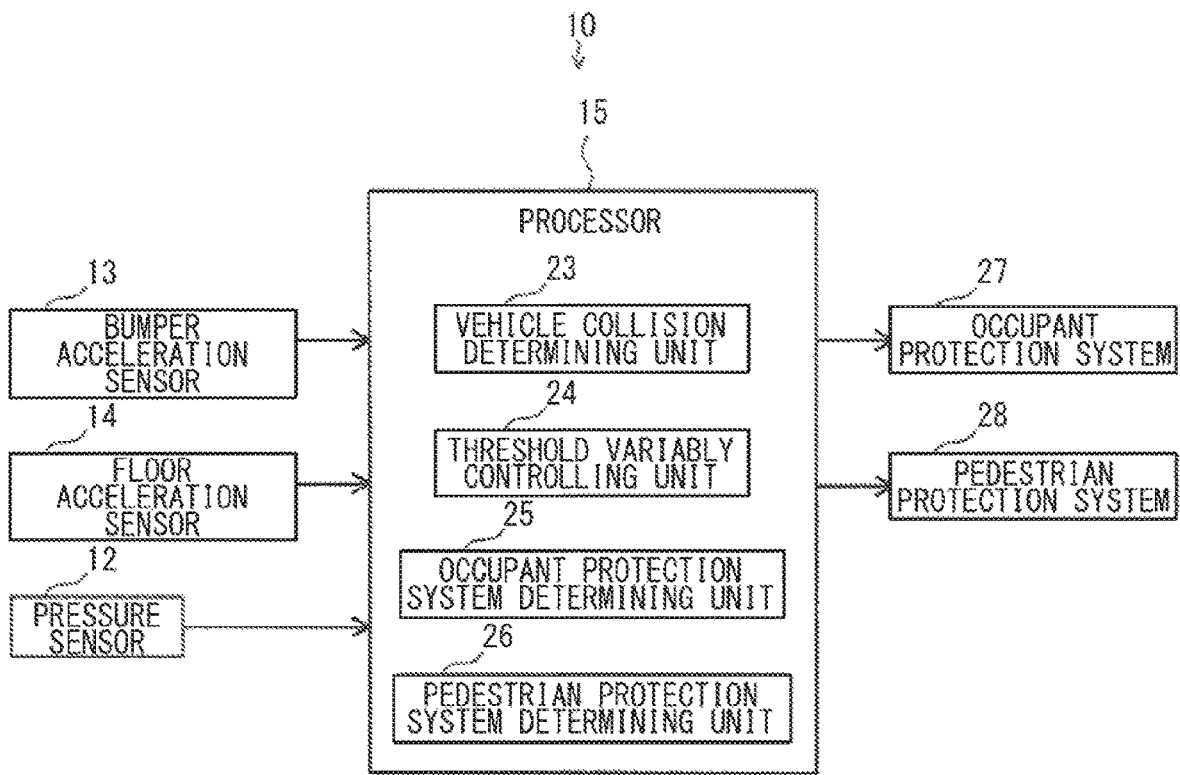 10
15
PROCESSOR
13
BUMPER
ACCELERATION
SENSOR
14
FLOOR
ACCELERATION
SENSOR
12
PRESSURE
SENSOR
23
VEHICLE COLLISION
DETERMINING UNIT
24
THRESHOLD VARIABLY
CONTROLLING UNIT
25
OCCUPANT PROTECTION
SYSTEM DETERMINING UNIT
26
PEDESTRIAN PROTECTION
SYSTEM DETERMINING UNIT
27
OCCUPANT
PROTECTION SYSTEM
28
PEDESTRIAN
PROTECTION SYSTEM